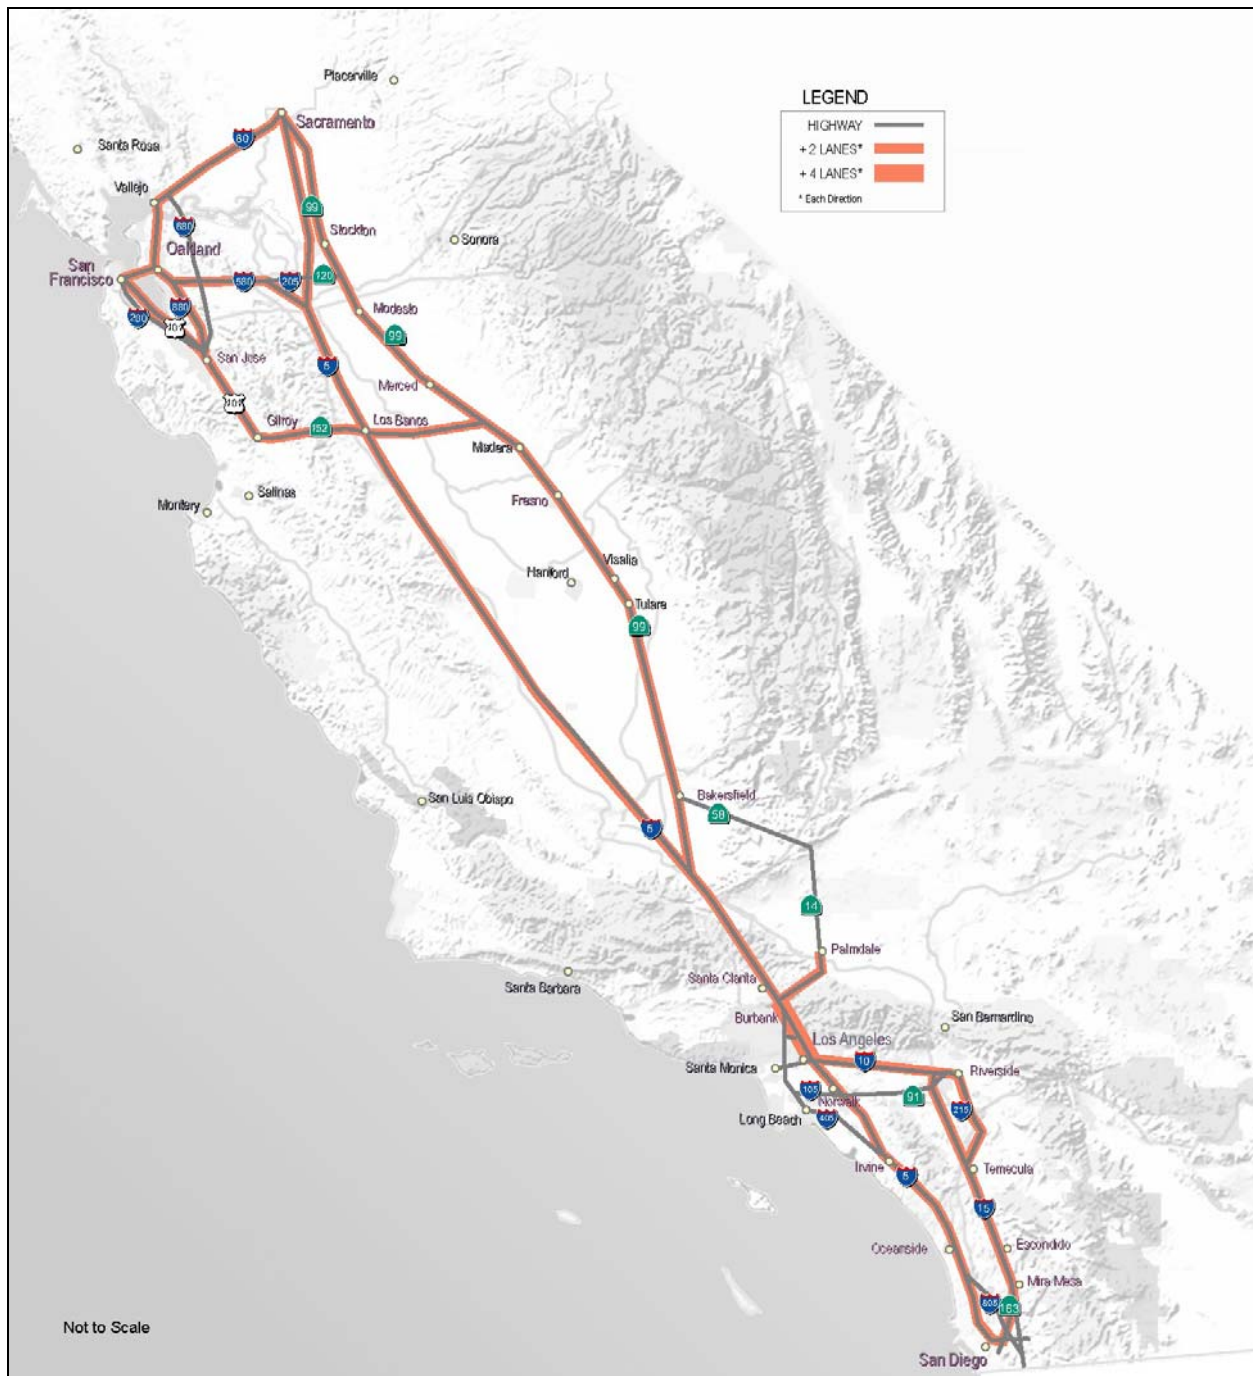 Placerville
LEGEND
HIGHWAY
+ 2 LANES*
+ 4 LANES*
* Each Direction
Sacramento
80
Santa Rosa
Vallejo
99
680
Stockton
Sonora
Oakland
San
Francisco
580
205
120
880
280
101
Modesto
99
San Jose
5
Merced
101
Gilroy
152
Los Banos
Madera
Salinas
Fresno
Montery
Visalia
Hanford
Tulare
99
Bakersfield
San Luis Obispo
58
5
14
Palmdale
Santa Clarita
Santa Barbara
Burbank
San Bernardino
Los Angeles
10
Santa Monica
Riverside
105
Norwalk
91
215
Long Beach
405
Irvine
5
Temecula
15
Oceanside
Escondido
Mira Mesa
805
163
Not to Scale
San Diego